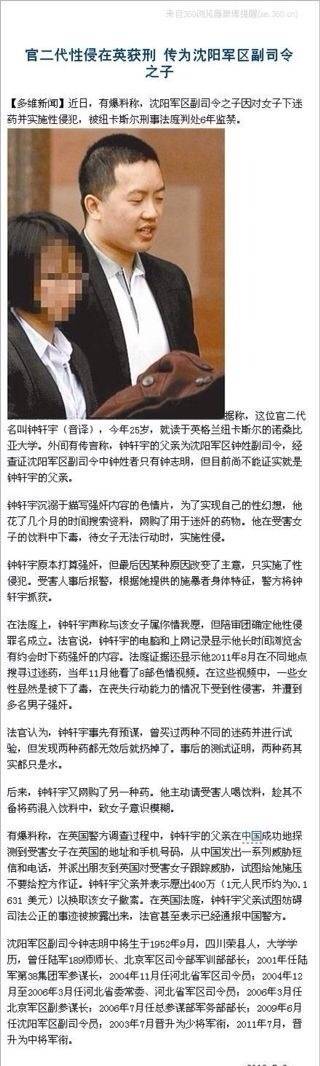 来自360浏览器新增提醒(se.360.cn)
官二代性侵在英获刑 传为沈阳军区副司令
之子
【多维新闻】近日，有爆料称，沈阳军区副司令之子因对女子下迷
药并实施性侵犯，被纽卡斯尔刑事法庭判处6年监禁。
据称，这位官二代
名叫钟轩宇（音译），今年25岁，就读于英格兰纽卡斯尔的诺桑比
亚大学。外间有传言称，钟轩宇的父亲为沈阳军区钟姓副司令，经
查证沈阳军区副司令中钟姓者只有钟志明，但目前尚不能证实就是
钟轩宇的父亲。
钟轩宇沉溺于描写强奸内容的色情片，为了实现自己的性幻想，他
花了几个月的时间搜索资料，网购了用于迷奸的药物。他在受害女
子的饮料中下毒，待女子无法行动时，实施性侵。
钟轩宇原本打算强奸，但最后因某种原因改变了主意，只实施了性
侵犯。受害人事后报警，根据她提供的施暴者身体特征，警方将钟
轩宇抓获。
在法庭上，钟轩宇声称与该女子属你情我愿，但陪审团确定他性侵
罪名成立。法官说，钟轩宇的电脑和上网记录显示他长时间浏览含
有约会时下药强奸的内容。法庭证据还显示他2011年8月在不同地点
搜寻过迷药，当年11月他看了8部色情视频。在这些视频中，一些女
性显然是被下了毒，在丧失行动能力的情况下受到性侵害，并遭到
多名男子强奸。
法官认为，钟轩宇事先有预谋，曾买过两种不同的迷药并进行试
验，但发现两种药都无效后就扔掉了。事后的测试证明，两种药其
实都只是水。
后来，钟轩宇又网购了另一种药。他主动请受害人喝饮料，趁其不
备将药混入饮料中，致女子意识模糊。
有爆料称，在英国警方调查过程中，钟轩宇的父亲在中国成功地探
测到受害女子在英国的地址和手机号码，从中国发出一系列威胁短
信和电话，并派出朋友到英国对受害女子跟踪威胁，试图给她施压
不要给控方作证。钟轩宇父亲并表示愿出400万（1元人民币约为0.1
631 美元）以换取该女子撤案。在英国法庭，钟轩宇父亲试图妨碍
司法公正的事迹被披露出来，法官甚至表示已经通报中国警方。
沈阳军区副司令钟志明中将生于1952年9月，四川荣县人，大学学
历，曾任陆军189师师长、北京军区司令部军训部部长；2001年任陆
军第38集团军参谋长，2004年11月任河北省军区司令员；2004年12月
至2006年3月任河北省委常委、河北省军区司令员；2006年3月任
北京军区副参谋长；2006年7月任总参谋部军务部部长；2009年6月
任沈阳军区副司令员；2003年7月晋升为少将军衔，2011年7月，晋
升为中将军衔。